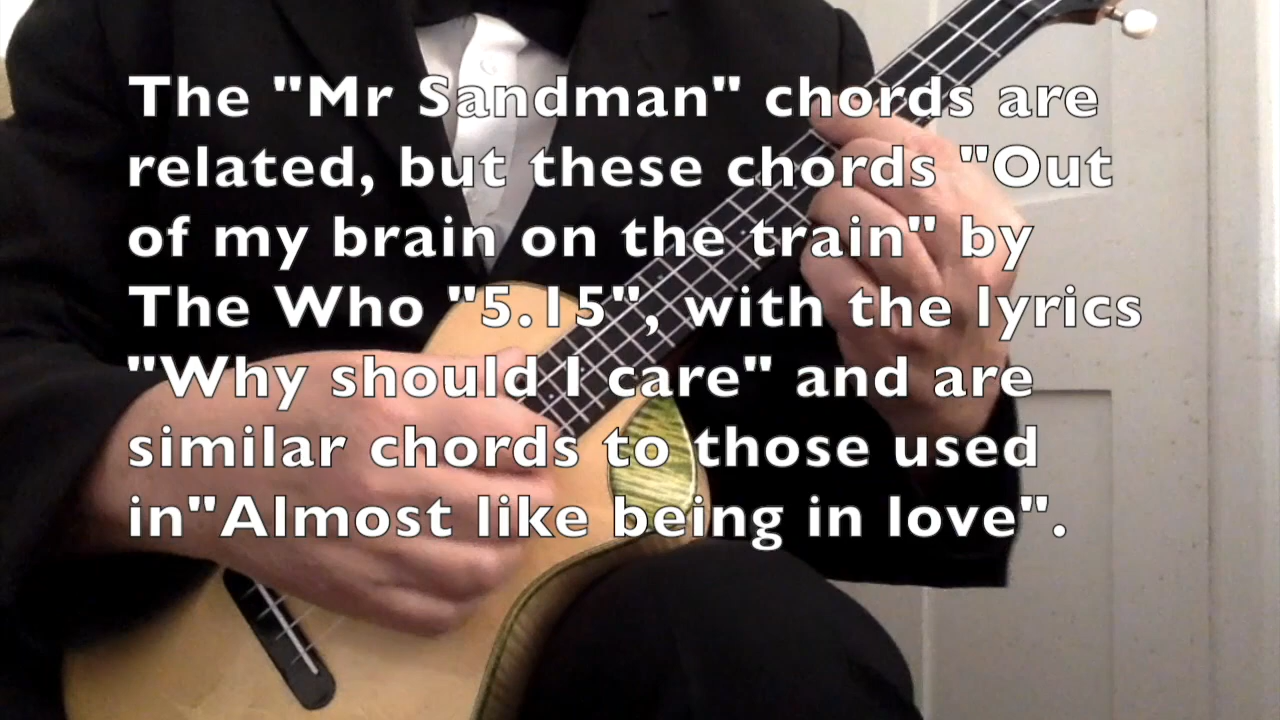 The "Mr Sandman" chords are
related, but these chords "Out
of my brain on the train" by
The Who "5.15", with the lyrics
"Why should I care" and are
similar chords to those used
in"Almost like being in love".